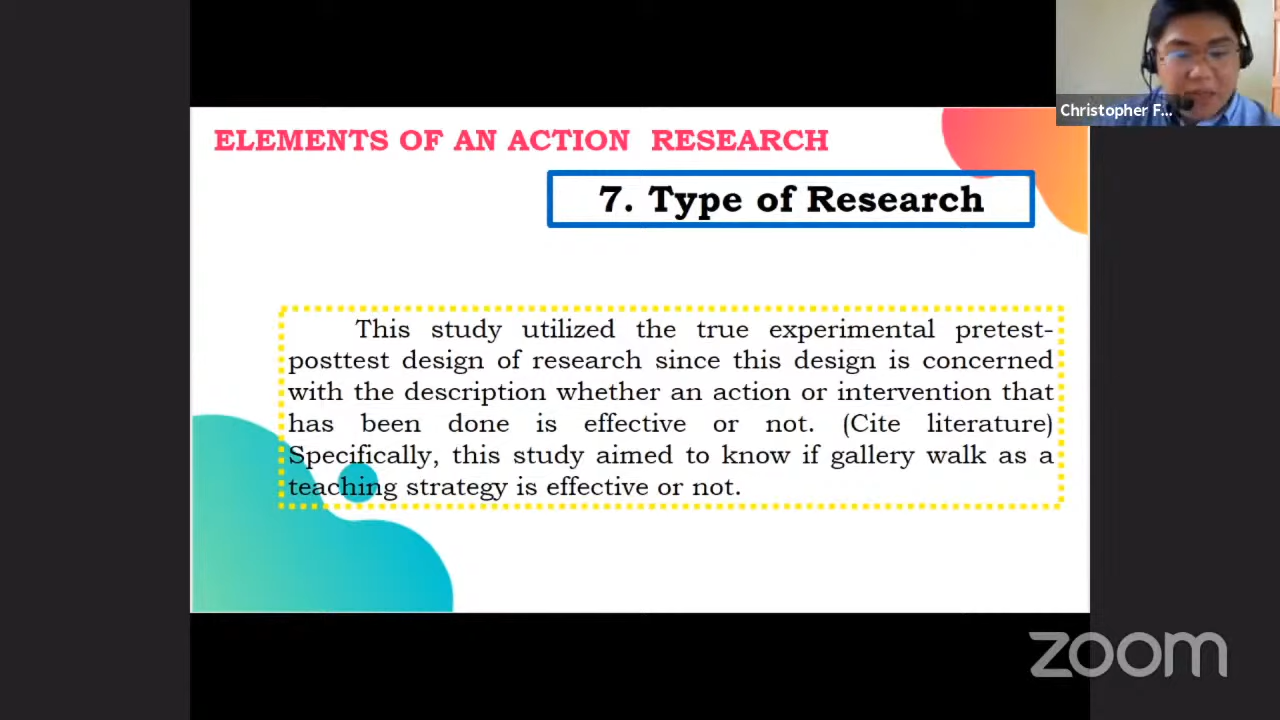 Christopher F...
ELEMENTS OF AN ACTION RESEARCH
7. Type of Research
This study utilized the true experimental pretest-
posttest design of research since this design is concerned
with the description whether an action or intervention that
has been done is effective or not. (Cite literature)
Specifically, this study aimed to know if gallery walk as a
teaching strategy is effective or not.
zoom